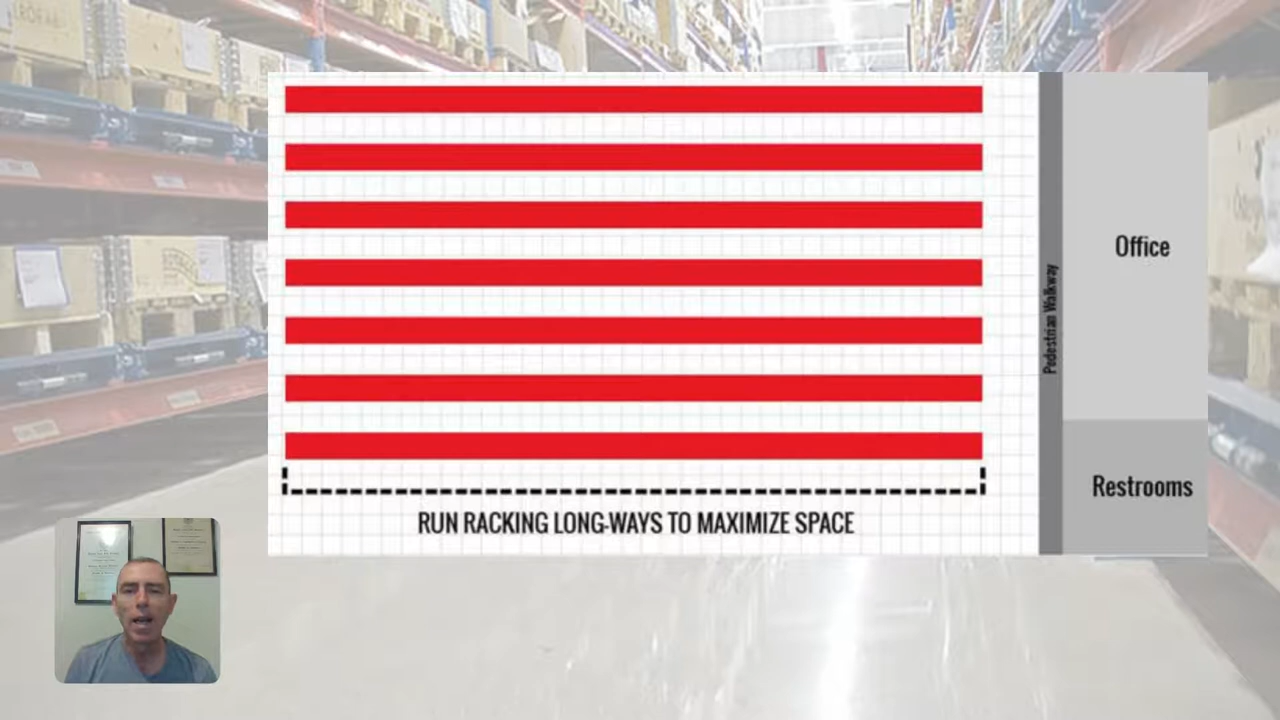 Office
Pedestrian Walkway
Restrooms
RUN RACKING LONG-WAYS TO MAXIMIZE SPACE